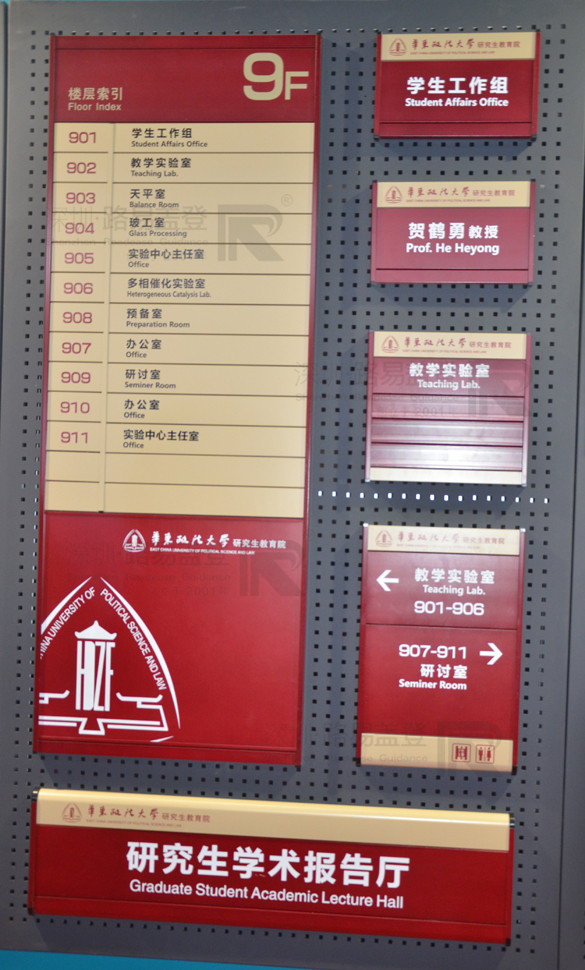 楼层索引
Floor Index
9F
901 学生工作组
Student Affairs Office
902 教学实验室
Teaching Lab.
903 天平室
Balance Room
904 玻工室
Glass Processing
905 实验中心主任室
Office
906 多相催化实验室
Heterogeneous Catalysis Lab.
908 预备室
Preparation Room
907 办公室
Office
909 研讨室
Seminer Room
910 办公室
Office
911 实验中心主任室
Office
華東政法大學 研究生教育院
EAST CHINA UNIVERSITY OF POLITICAL SCIENCE AND LAW
HINA UNIVERSITY OF POLITICAL SCIENCE AND LAW
華東政法大學 研究生教育院
学生工作组
Student Affairs Office
華東政法大學 研究生教育院
贺鹤勇教授
Prof. He Heyong
華東政法大學 研究生教育院
教学实验室
Teaching Lab.
華東政法大學 研究生教育院
教学实验室
Teaching Lab.
901-906
907-911
研讨室
Seminer Room
華東政法大學 研究生教育院
研究生学术报告厅
Graduate Student Academic Lecture Hall